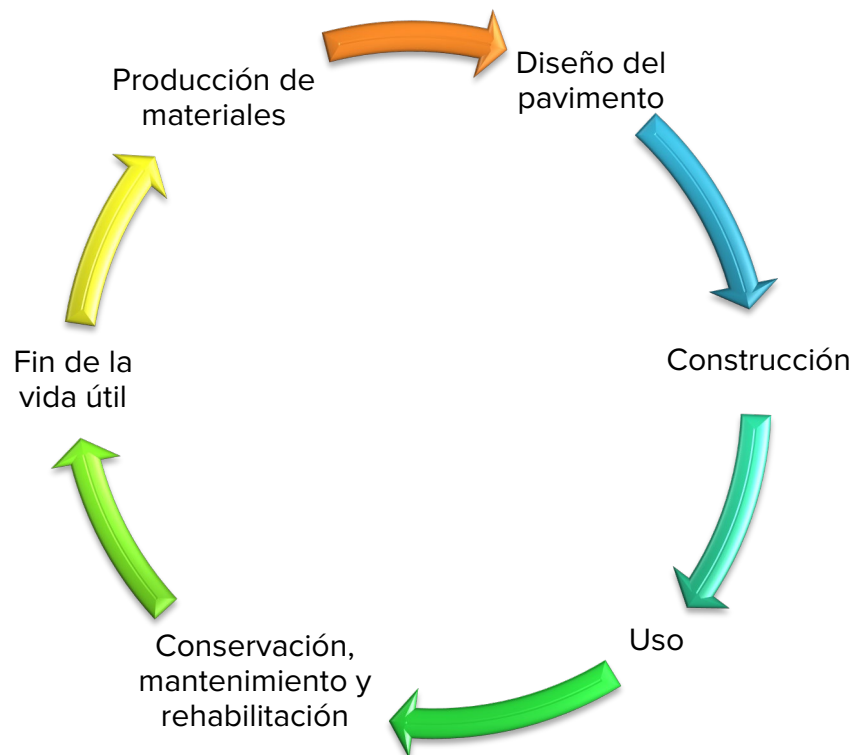 Producción de
materiales
Diseño del
pavimento
Construcción
Uso
Conservación,
mantenimiento y
rehabilitación
Fin de la
vida útil